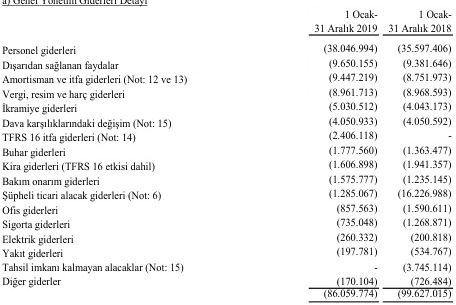 a) Genel Yönetim Giderleri Detayı
1 Ocak- 1 Ocak-
31 Aralık 2019 31 Aralık 2018
Personel giderleri (38.046.994) (35.597.406)
Dışarıdan sağlanan faydalar (9.650.155) (9.381.646)
Amortisman ve itfa giderleri (Not: 12 ve 13) (9.447.219) (8.751.973)
Vergi, resim ve harç giderleri (8.961.713) (8.968.593)
İkramiye giderleri (5.030.512) (4.043.173)
Dava karşılıklarındaki değişim (Not: 15) (4.050.933) (4.050.592)
TFRS 16 itfa giderleri (Not: 14) (2.406.118) -
Buhar giderleri (1.777.560) (1.363.477)
Kira giderleri (TFRS 16 etkisi dahil) (1.606.898) (1.941.357)
Bakım onarım giderleri (1.575.777) (1.235.145)
Şüpheli ticari alacak giderleri (Not: 6) (1.285.067) (16.226.988)
Ofis giderleri (857.563) (1.590.611)
Sigorta giderleri (735.048) (1.268.871)
Elektrik giderleri (260.332) (200.818)
Yakıt giderleri (197.781) (534.767)
Tahsil imkanı kalmayan alacaklar (Not: 15) - (3.745.114)
Diğer giderler (170.104) (726.484)
(86.059.774) (99.627.015)